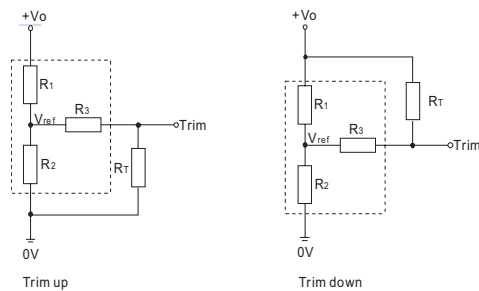 +Vo
R1
R3
Vref
Trim
R2
RT
0V
Trim up
+Vo
R1
RT
Vref
R3
Trim
R2
0V
Trim down